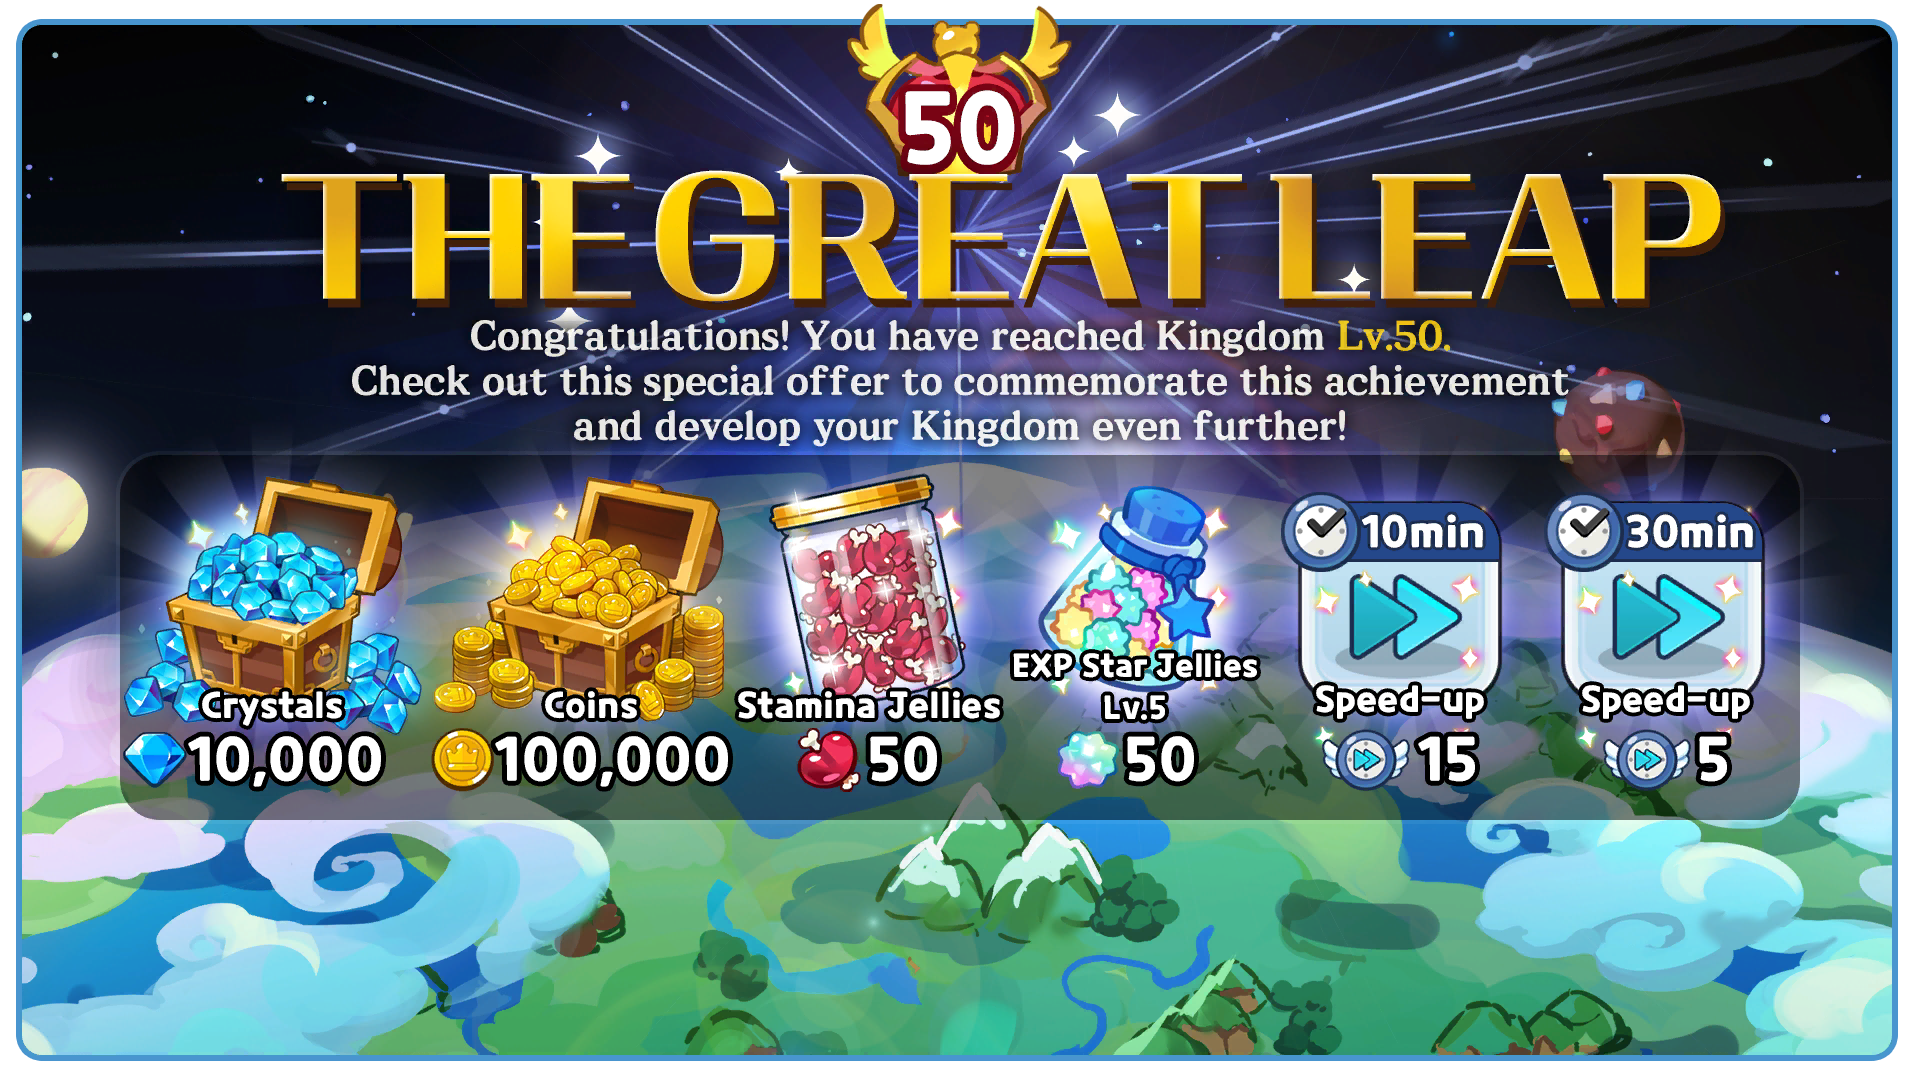 50
THE GREAT LEAP
Congratulations! You have reached Kingdom Lv.50.
Check out this special offer to commemorate this achievement
and develop your Kingdom even further!
Crystals
10,000
Coins
100,000
Stamina Jellies
50
EXP Star Jellies
Lv.5
50
10min
Speed-up
15
30min
Speed-up
5